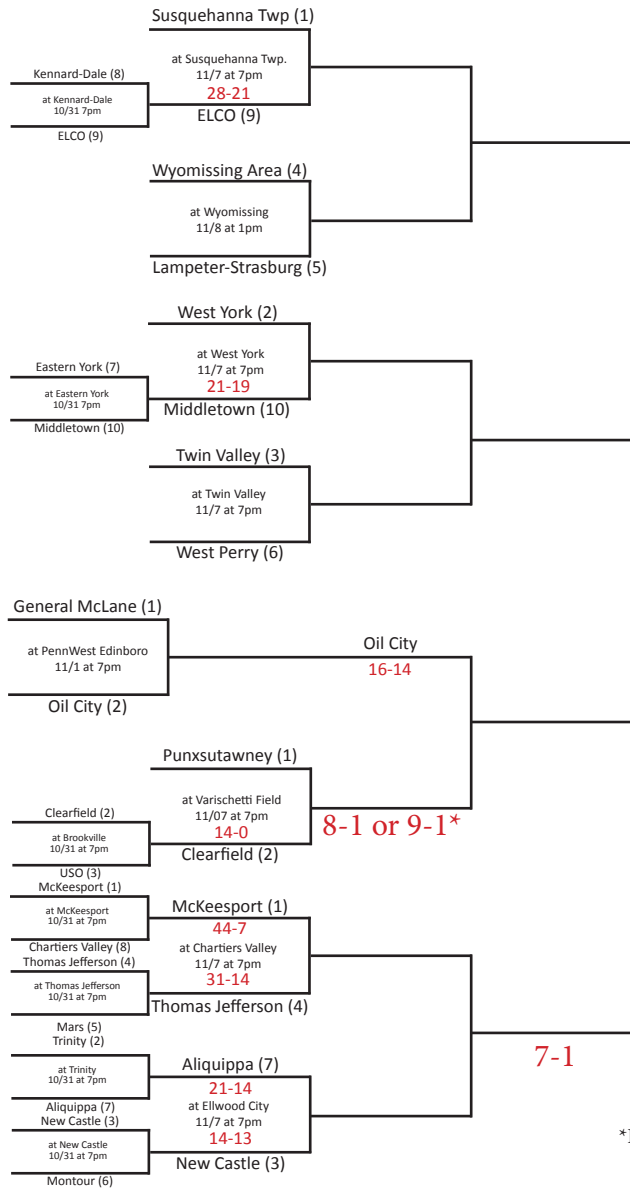 Susquehanna Twp (1)
at Susquehanna Twp.
11/7 at 7pm
28-21
Kennard-Dale (8)
at Kennard-Dale
10/31 7pm
ELCO (9)
ELCO (9)
Wyomissing Area (4)
at Wyomissing
11/8 at 1pm
Lampeter-Strasburg (5)
West York (2)
at West York
11/7 at 7pm
21-19
Eastern York (7)
at Eastern York
10/31 7pm
Middletown (10)
Middletown (10)
Twin Valley (3)
at Twin Valley
11/7 at 7pm
West Perry (6)
General McLane (1)
at PennWest Edinboro
11/1 at 7pm
Oil City (2)
Oil City
16-14
Punxsutawney (1)
at Varischetti Field
11/07 at 7pm
14-0
8-1 or 9-1*
Clearfield (2)
at Brookville
10/31 at 7pm
Clearfield (2)
USO (3)
McKeesport (1)
at McKeesport
10/31 at 7pm
Chartiers Valley (8)
McKeesport (1)
44-7
at Chartiers Valley
11/7 at 7pm
31-14
Thomas Jefferson (4)
Thomas Jefferson (4)
at Thomas Jefferson
10/31 at 7pm
Mars (5)
Trinity (2)
at Trinity
10/31 at 7pm
Aliquippa (7)
Aliquippa (7)
21-14
at Ellwood City
11/7 at 7pm
14-13
New Castle (3)
New Castle (3)
at New Castle
10/31 at 7pm
Montour (6)
7-1